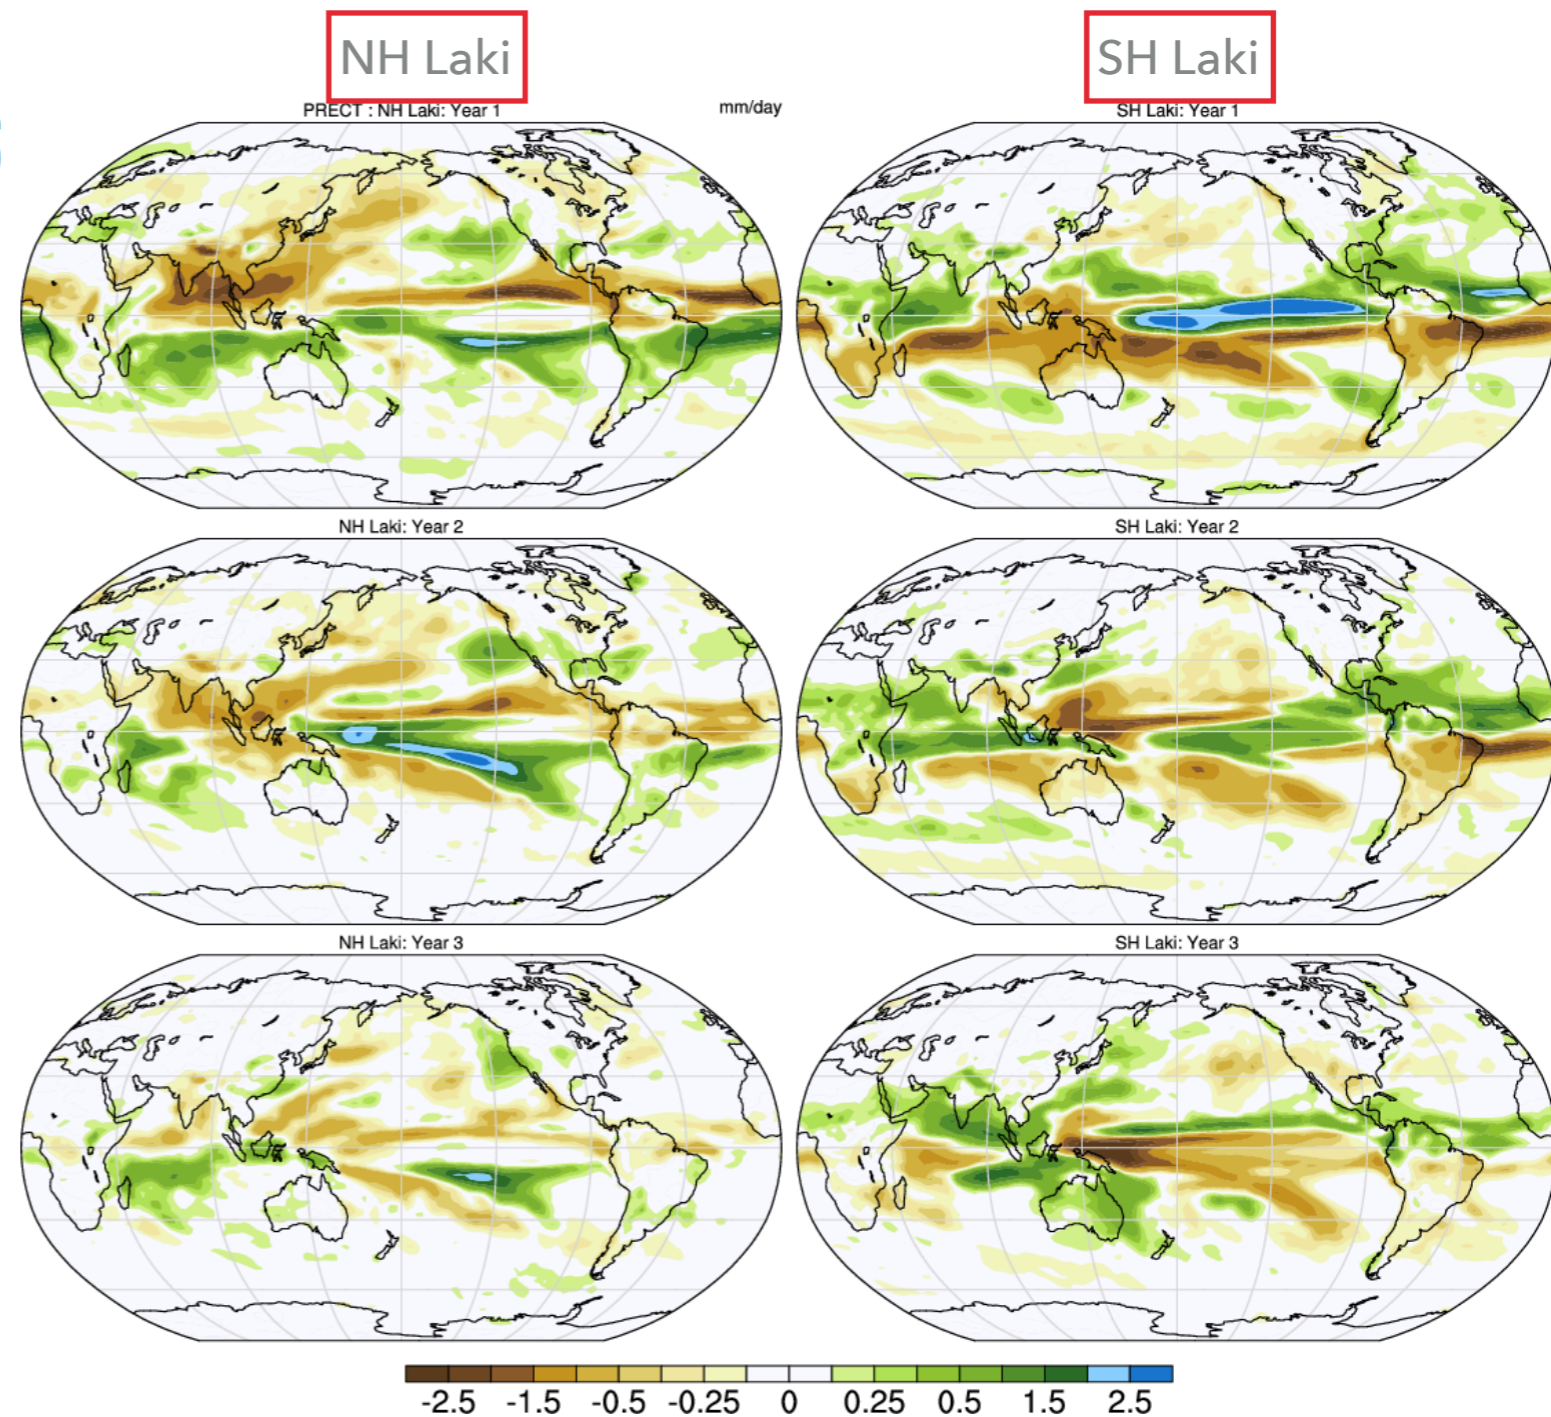 NH Laki
SH Laki
PRECT : NH Laki: Year 1
mm/day
SH Laki: Year 1
NH Laki: Year 2
SH Laki: Year 2
NH Laki: Year 3
SH Laki: Year 3
-2.5 -1.5 -0.5 -0.25 0 0.25 0.5 1.5 2.5